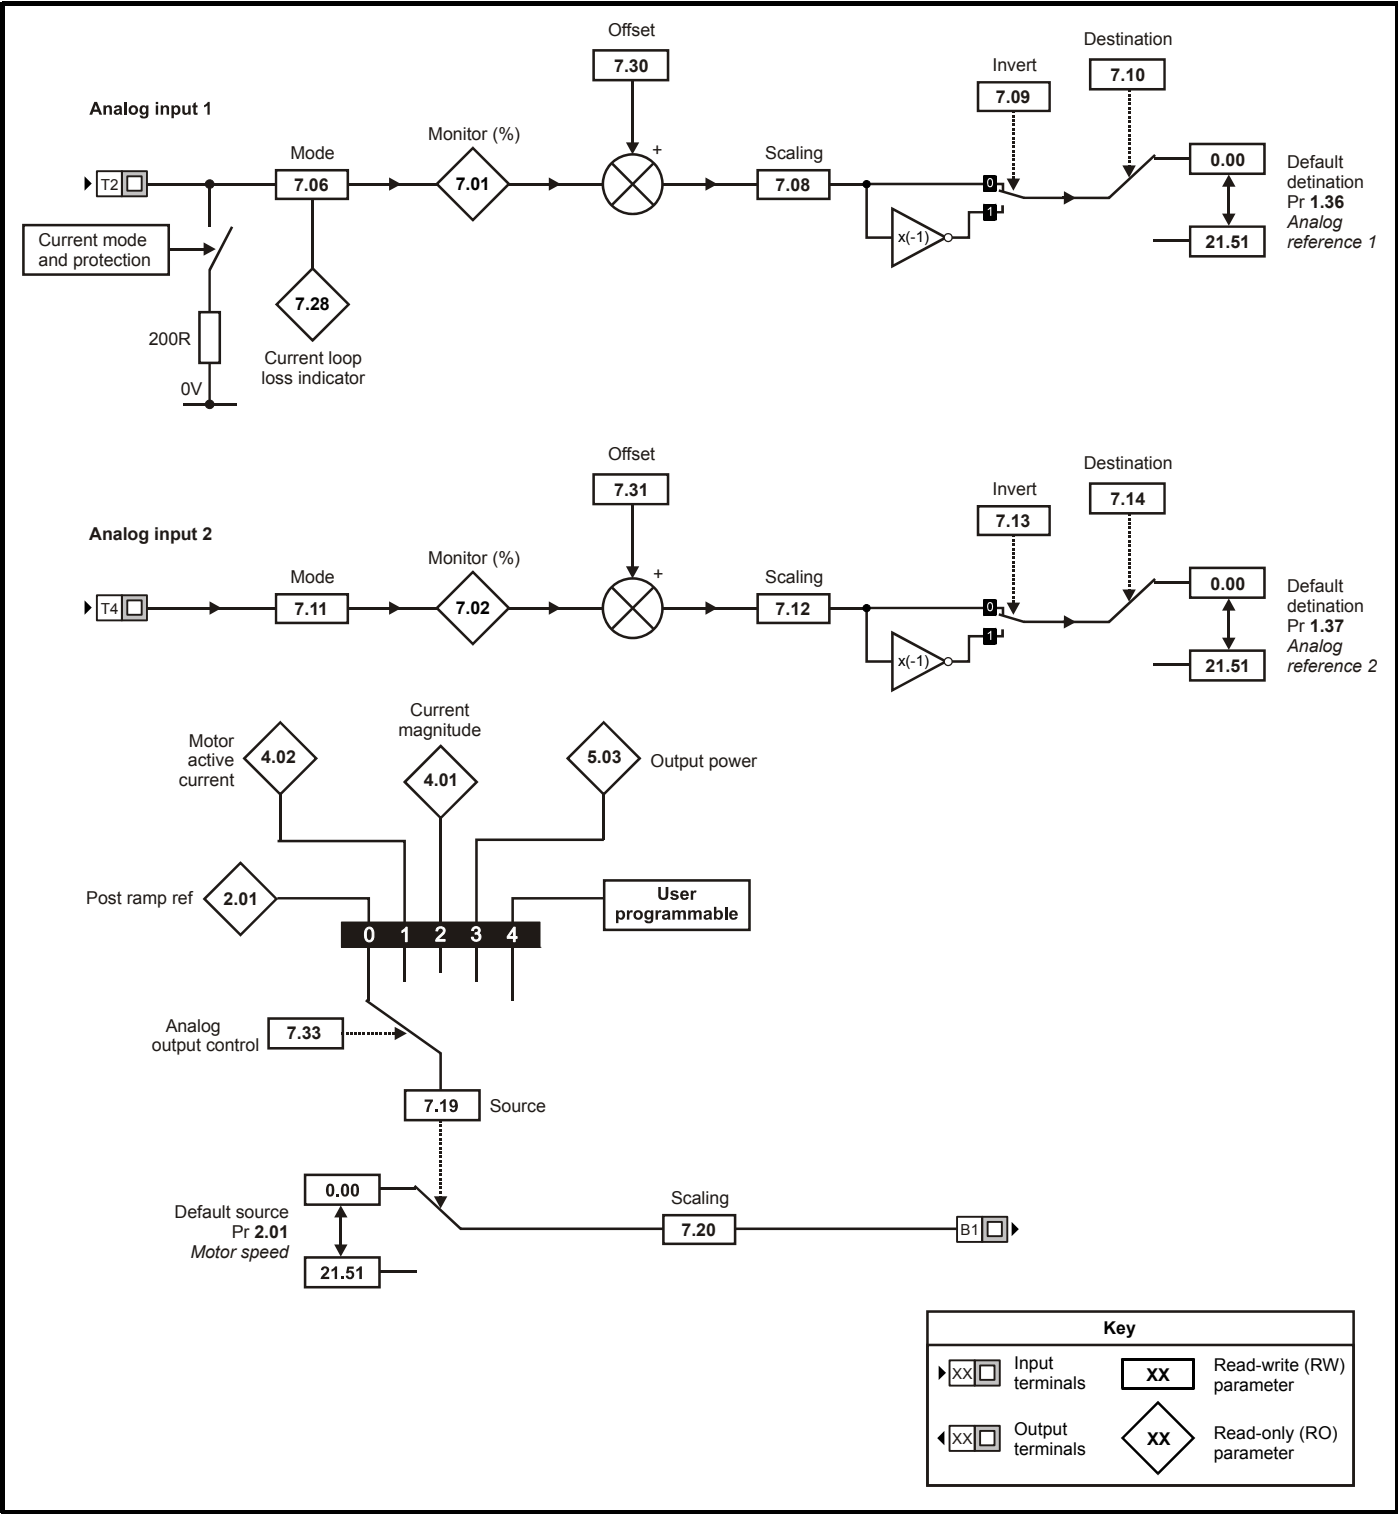 Analog input 1
T2
Current mode
and protection
200R
0V
Mode
7.06
7.28
Current loop
loss indicator
Monitor (%)
7.01
Offset
7.30
+
Scaling
7.08
x(-1)
Invert
7.09
0
1
Destination
7.10
0.00
21.51
Default
detination
Pr 1.36
Analog
reference 1
Analog input 2
T4
Mode
7.11
Monitor (%)
7.02
Offset
7.31
+
Scaling
7.12
x(-1)
Invert
7.13
0
1
Destination
7.14
0.00
21.51
Default
detination
Pr 1.37
Analog
reference 2
Motor
active
current
4.02
Current
magnitude
4.01
5.03
Output power
Post ramp ref
2.01
User
programmable
0 1 2 3 4
Analog
output control
7.33
7.19
Source
Default source
Pr 2.01
Motor speed
0.00
21.51
Scaling
7.20
B1
Key
XX
Input
terminals
XX
Read-write (RW)
parameter
XX
Output
terminals
XX
Read-only (RO)
parameter